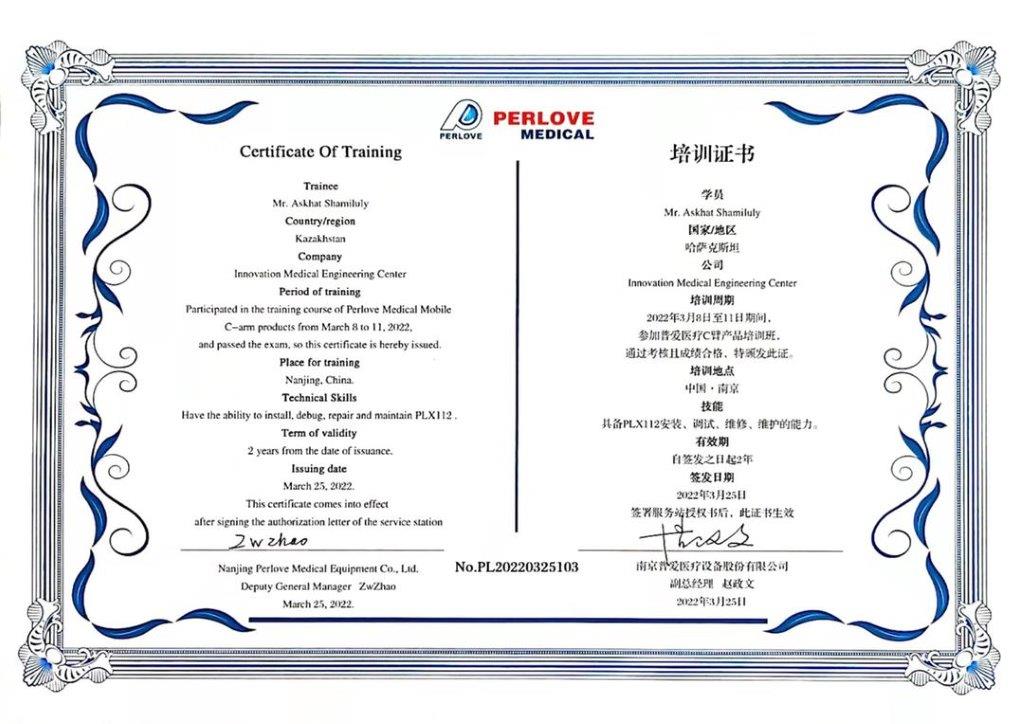 PERLOVE
PERLOVE
MEDICAL
Certificate Of Training
Trainee
Mr. Askhat Shamiluly
Country/region
Kazakhstan
Company
Innovation Medical Engineering Center
Period of training
Participated in the training course of Perlove Medical Mobile
C-arm products from March 8 to 11, 2022,
and passed the exam, so this certificate is hereby issued.
Place for training
Nanjing, China.
Technical Skills
Have the ability to install, debug, repair and maintain PLX112 .
Term of validity
2 years from the date of issuance.
Issuing date
March 25, 2022.
This certificate comes into effect
after signing the authorization letter of the service station
Zwzhao
Nanjing Perlove Medical Equipment Co., Ltd.
Deputy General Manager ZwZhao
March 25, 2022.
No.PL20220325103
培训证书
学员
Mr. Askhat Shamiluly
国家/地区
哈萨克斯坦
公司
Innovation Medical Engineering Center
培训周期
2022年3月8日至11日期间,
参加普爱医疗C臂产品培训班,
通过考核且成绩合格、特颁发此证。
培训地点
中国·南京
技能
具备PLX112安装、调试、维修、维护的能力。
有效期
自签发之日起2年
签发日期
2022年3月25日
签署服务站授权书后，此证书生效
南京普爱医疗设备股份有限公司
副总经理 赵政文
2022年3月25日